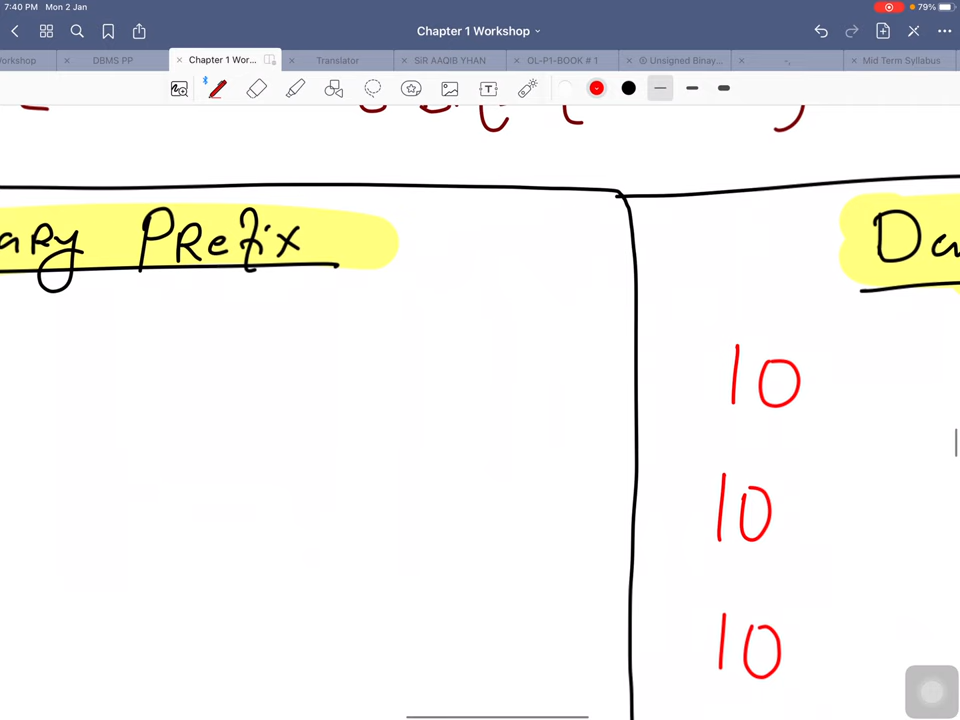 7:40 PM Mon 2 Jan
79%
Chapter 1 Workshop
orkshop
DBMS PP
Chapter 1 Wor...
Translator
SIR AAQIB YHAN
OL-P1-BOOK # 1
Unsigned Binay...
Mid Term Syllabus
ary Prefix
10
10
10